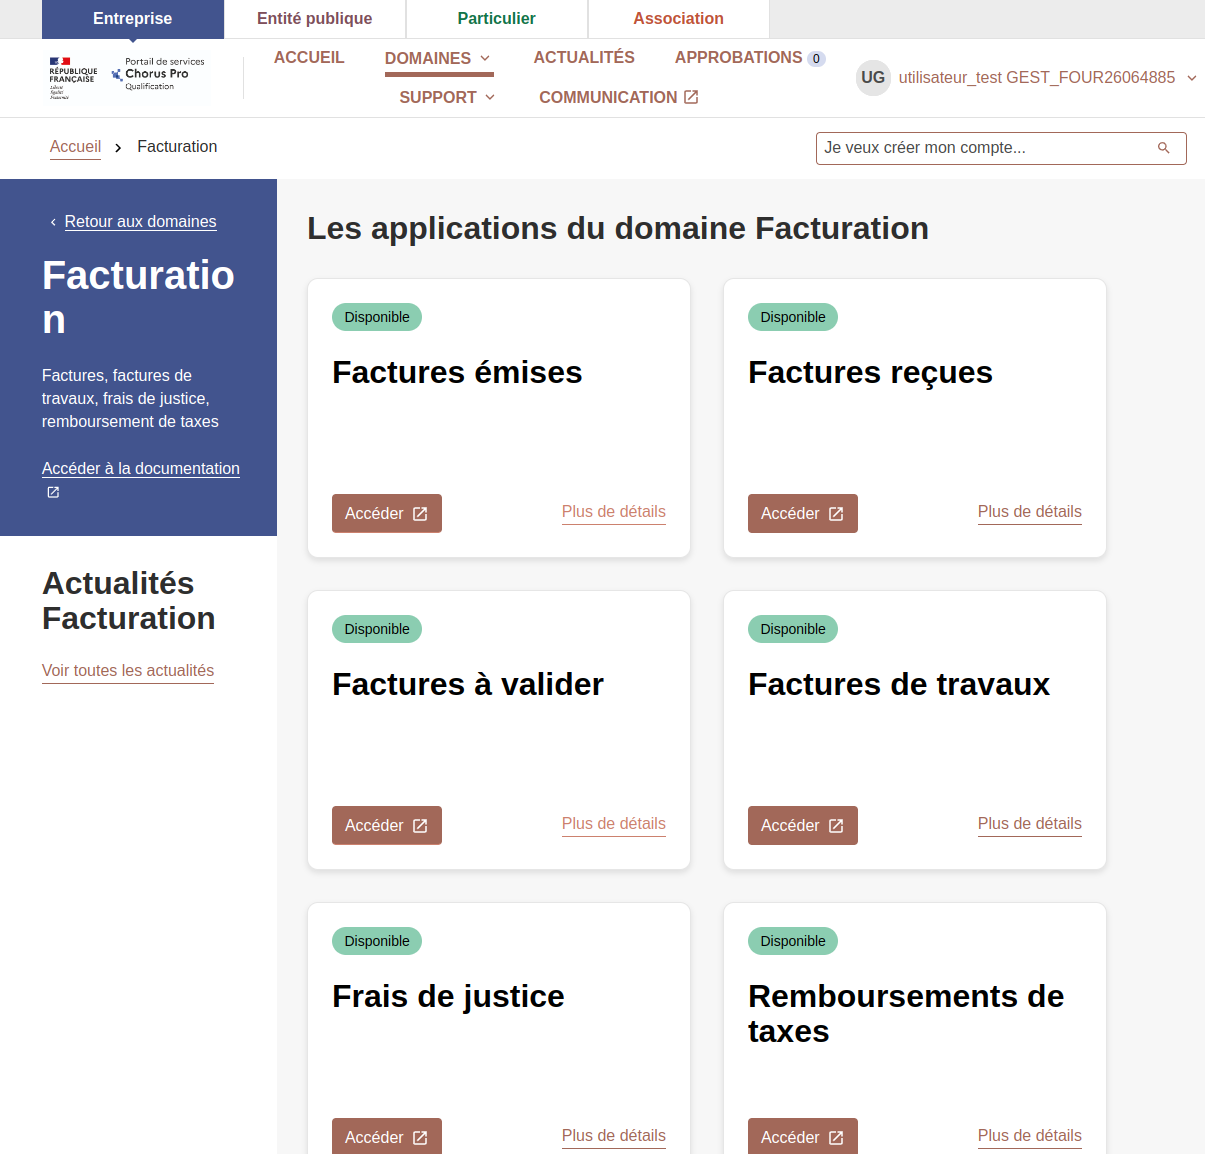 Entreprise
Entité publique
Particulier
Association
RÉPUBLIQUE
FRANÇAISE
Liberté
Égalité
Fraternité
Portail de services
Chorus Pro
Qualification
ACCUEIL
DOMAINES
ACTUALITÉS
APPROBATIONS 0
SUPPORT
COMMUNICATION
UG utilisateur_test GEST_FOUR26064885
Accueil > Facturation
Je veux créer mon compte...
Retour aux domaines
Facturatio
n
Factures, factures de
travaux, frais de justice,
remboursement de taxes
Accéder à la documentation
Actualités
Facturation
Voir toutes les actualités
Les applications du domaine Facturation
Disponible
Factures émises
Accéder
Plus de détails
Disponible
Factures reçues
Accéder
Plus de détails
Disponible
Factures à valider
Accéder
Plus de détails
Disponible
Factures de travaux
Accéder
Plus de détails
Disponible
Frais de justice
Accéder
Plus de détails
Disponible
Remboursements de
taxes
Accéder
Plus de détails